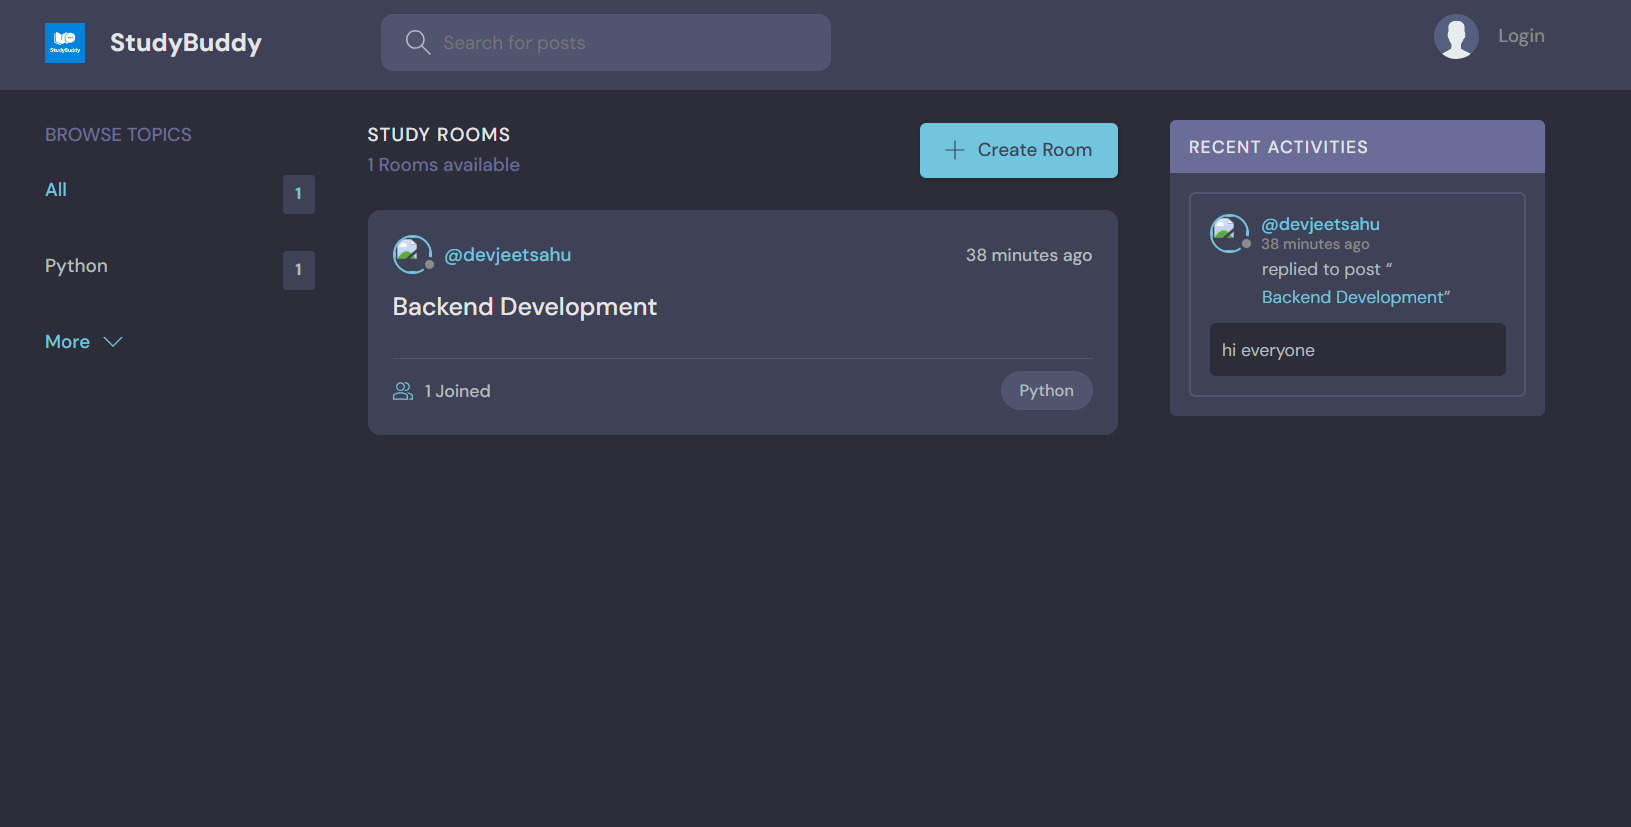 StudyBuddy
StudyBuddy
Search for posts
Login
BROWSE TOPICS
All
1
Python
1
More
STUDY ROOMS
1 Rooms available
Create Room
@devjeetsahu
38 minutes ago
Backend Development
1 Joined
Python
RECENT ACTIVITIES
@devjeetsahu
38 minutes ago
replied to post “
Backend Development”
hi everyone